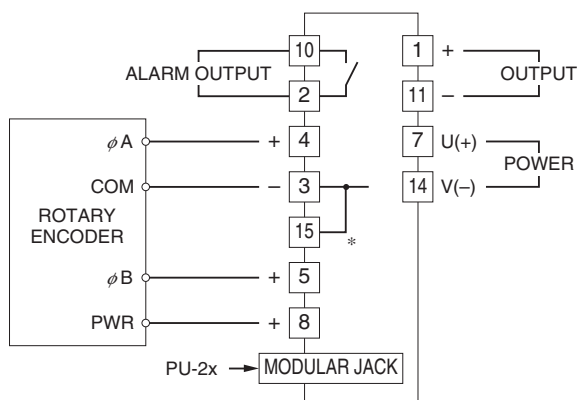 10 1 +
ALARM OUTPUT OUTPUT
2 11 –
φA + 4 7 U(+)
POWER
COM – 3 14 V(–)
ROTARY
ENCODER
15 *
φB + 5
PWR + 8
PU-2x MODULAR JACK